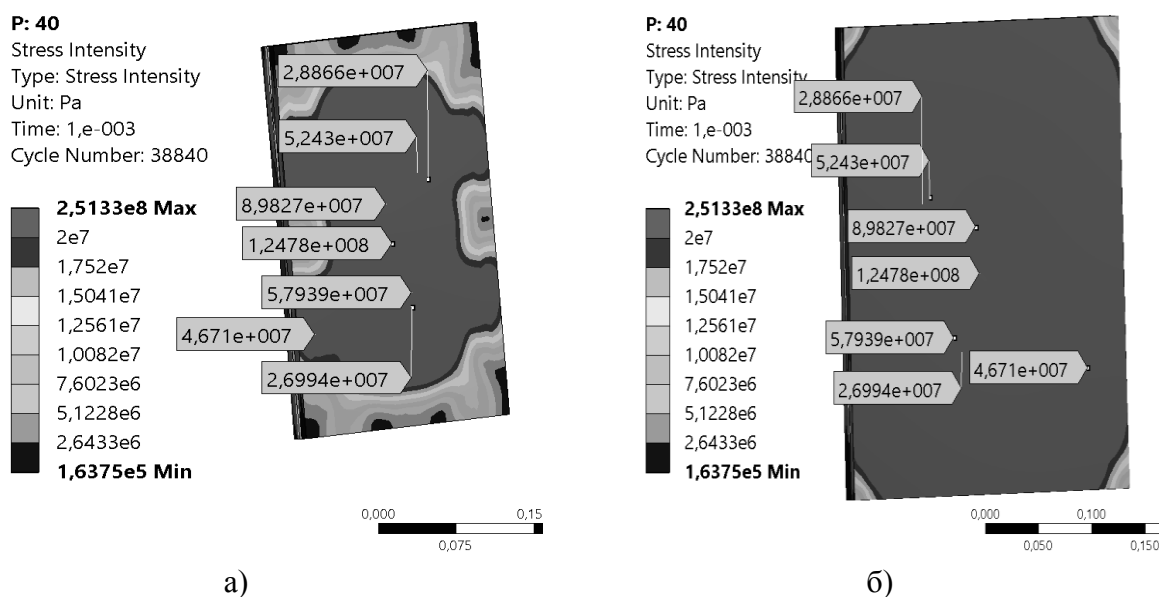 P: 40
Stress Intensity
Type: Stress Intensity
Unit: Pa
Time: 1,e-003
Cycle Number: 38840
2,5133e8 Max
2e7
1,752e7
1,5041e7
1,2561e7
1,0082e7
7,6023e6
5,1228e6
2,6433e6
1,6375e5 Min
2,8866e+007
5,243e+007
8,9827e+007
1,2478e+008
5,7939e+007
4,671e+007
2,6994e+007
0,000 0,15
0,075
а)
P: 40
Stress Intensity
Type: Stress Intensity
Unit: Pa
Time: 1,e-003
Cycle Number: 38840
2,5133e8 Max
2e7
1,752e7
1,5041e7
1,2561e7
1,0082e7
7,6023e6
5,1228e6
2,6433e6
1,6375e5 Min
2,8866e+007
5,243e+007
8,9827e+007
1,2478e+008
5,7939e+007
4,671e+007
2,6994e+007
0,000 0,100
0,050 0,150
б)